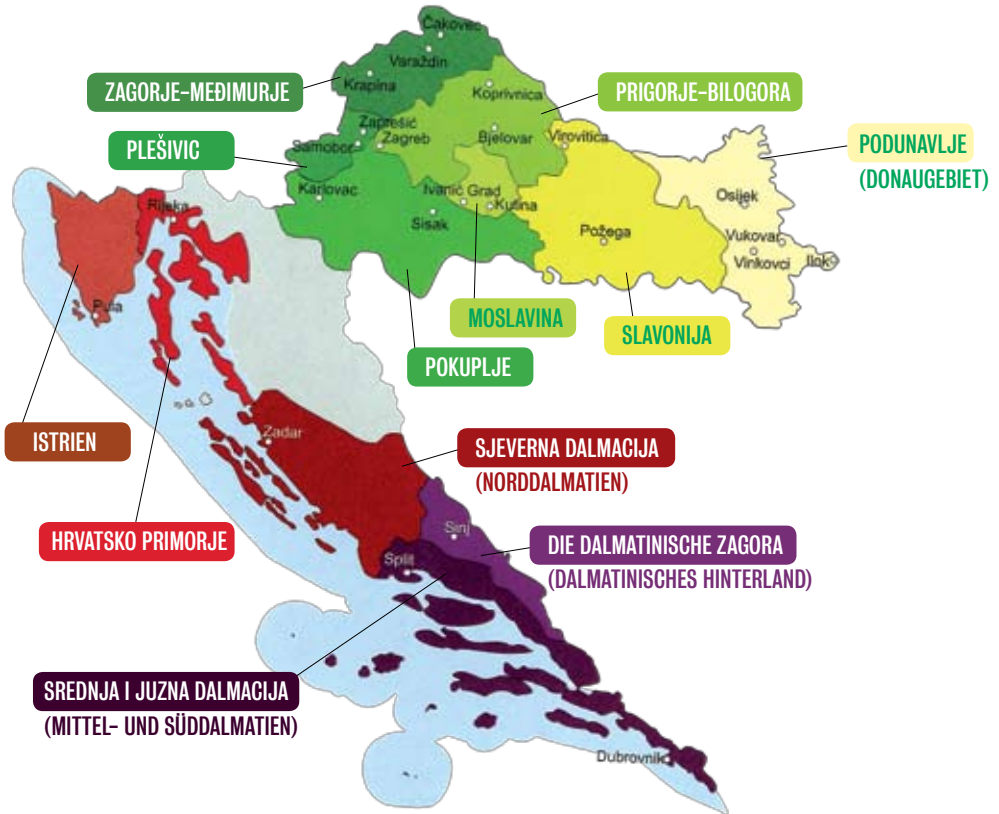 Čakovec
Varaždin
Krapina
ZAGORJE-MEĐIMURJE
Koprivnica
PRIGORJE-BILOGORA
Zaprešić
Zagreb
Bjelovar
Virovitica
PLEŠIVIC
Samobor
PODUNAVLJE
(DONAUGEBIET)
Karlovac
Ivanić Grad
Kutina
Osijek
Rijeka
Sisak
Požega
Vukovar
Vinkovci
Ilok
Pula
MOSLAVINA
SLAVONIJA
POKUPLJE
ISTRIEN
Zadar
SJEVERNA DALMACIJA
(NORDDALMATIEN)
HRVATSKO PRIMORJE
Sinj
DIE DALMATINISCHE ZAGORA
(DALMATINISCHES HINTERLAND)
Split
SREDNJA I JUZNA DALMACIJA
(MITTEL- UND SÜDDALMATIEN)
Dubrovnik